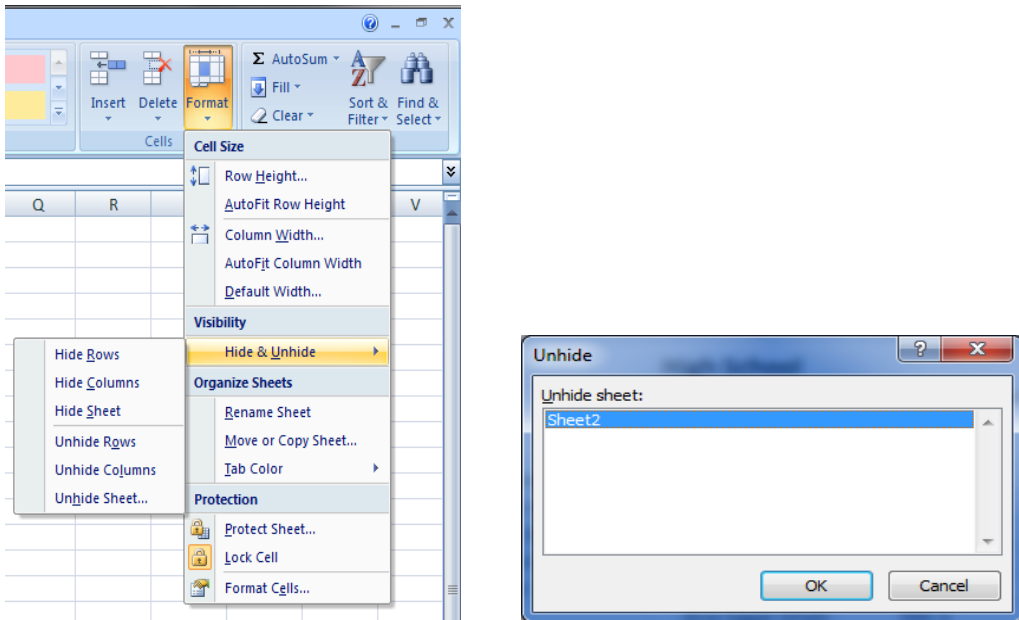 Σ AutoSum
Fill
Clear
Insert
Delete
Format
Sort &
Filter
Find &
Select
Cells
Cell Size
Row Height...
AutoFit Row Height
Column Width...
AutoFit Column Width
Default Width...
Visibility
Hide & Unhide
Organize Sheets
Rename Sheet
Move or Copy Sheet...
Tab Color
Protection
Protect Sheet...
Lock Cell
Format Cells...
Q R V
Hide Rows
Hide Columns
Hide Sheet
Unhide Rows
Unhide Columns
Unhide Sheet...
Unhide
High School
Unhide sheet:
Sheet2
OK Cancel